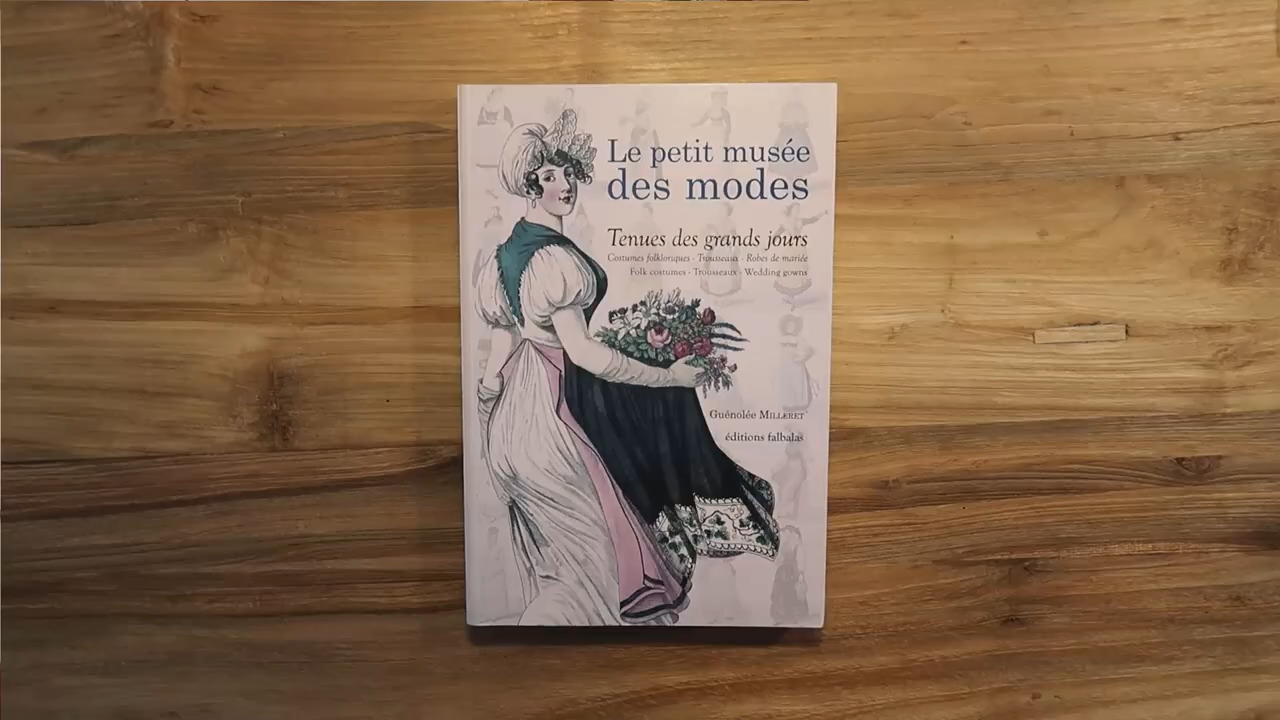 Le petit musée
des modes
Tenues des grands jours
Costumes folkloriques - Trousseaux - Robes de mariée
Folk costumes - Trousseaux - Wedding gowns
Guénolée MILLERET
éditions falbalas